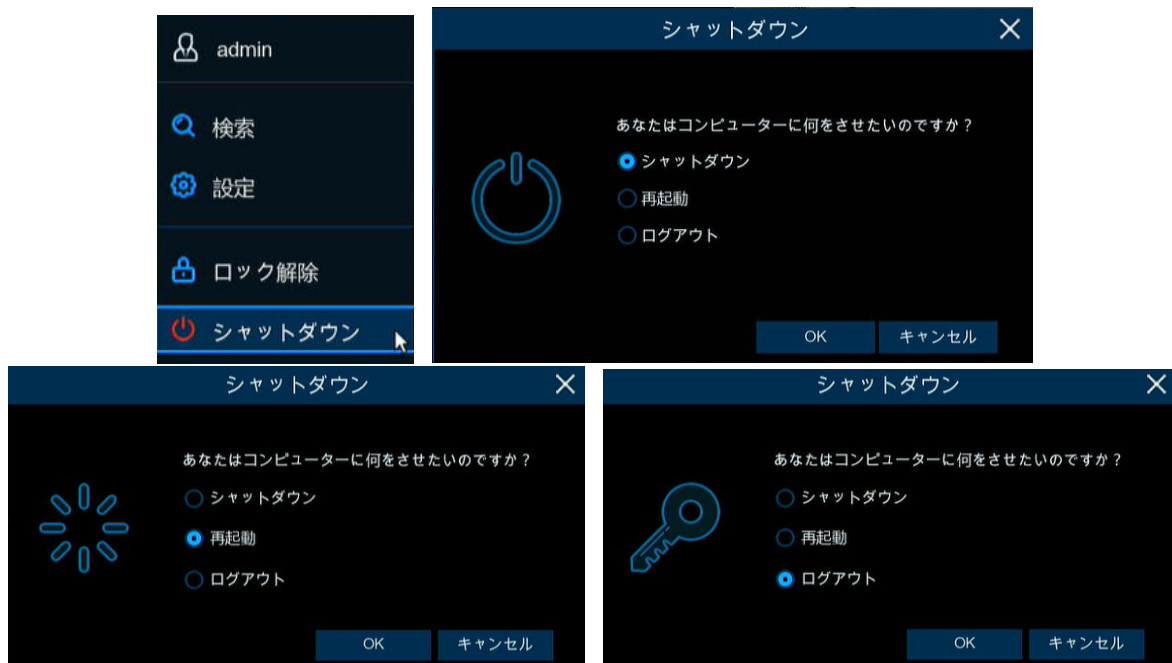 admin
検索
設定
ロック解除
シャットダウン
シャットダウン
あなたはコンピューターに何をさせたいのですか？
シャットダウン
再起動
ログアウト
OK キャンセル
シャットダウン
あなたはコンピューターに何をさせたいのですか？
シャットダウン
再起動
ログアウト
OK キャンセル
シャットダウン
あなたはコンピューターに何をさせたいのですか？
シャットダウン
再起動
ログアウト
OK キャンセル